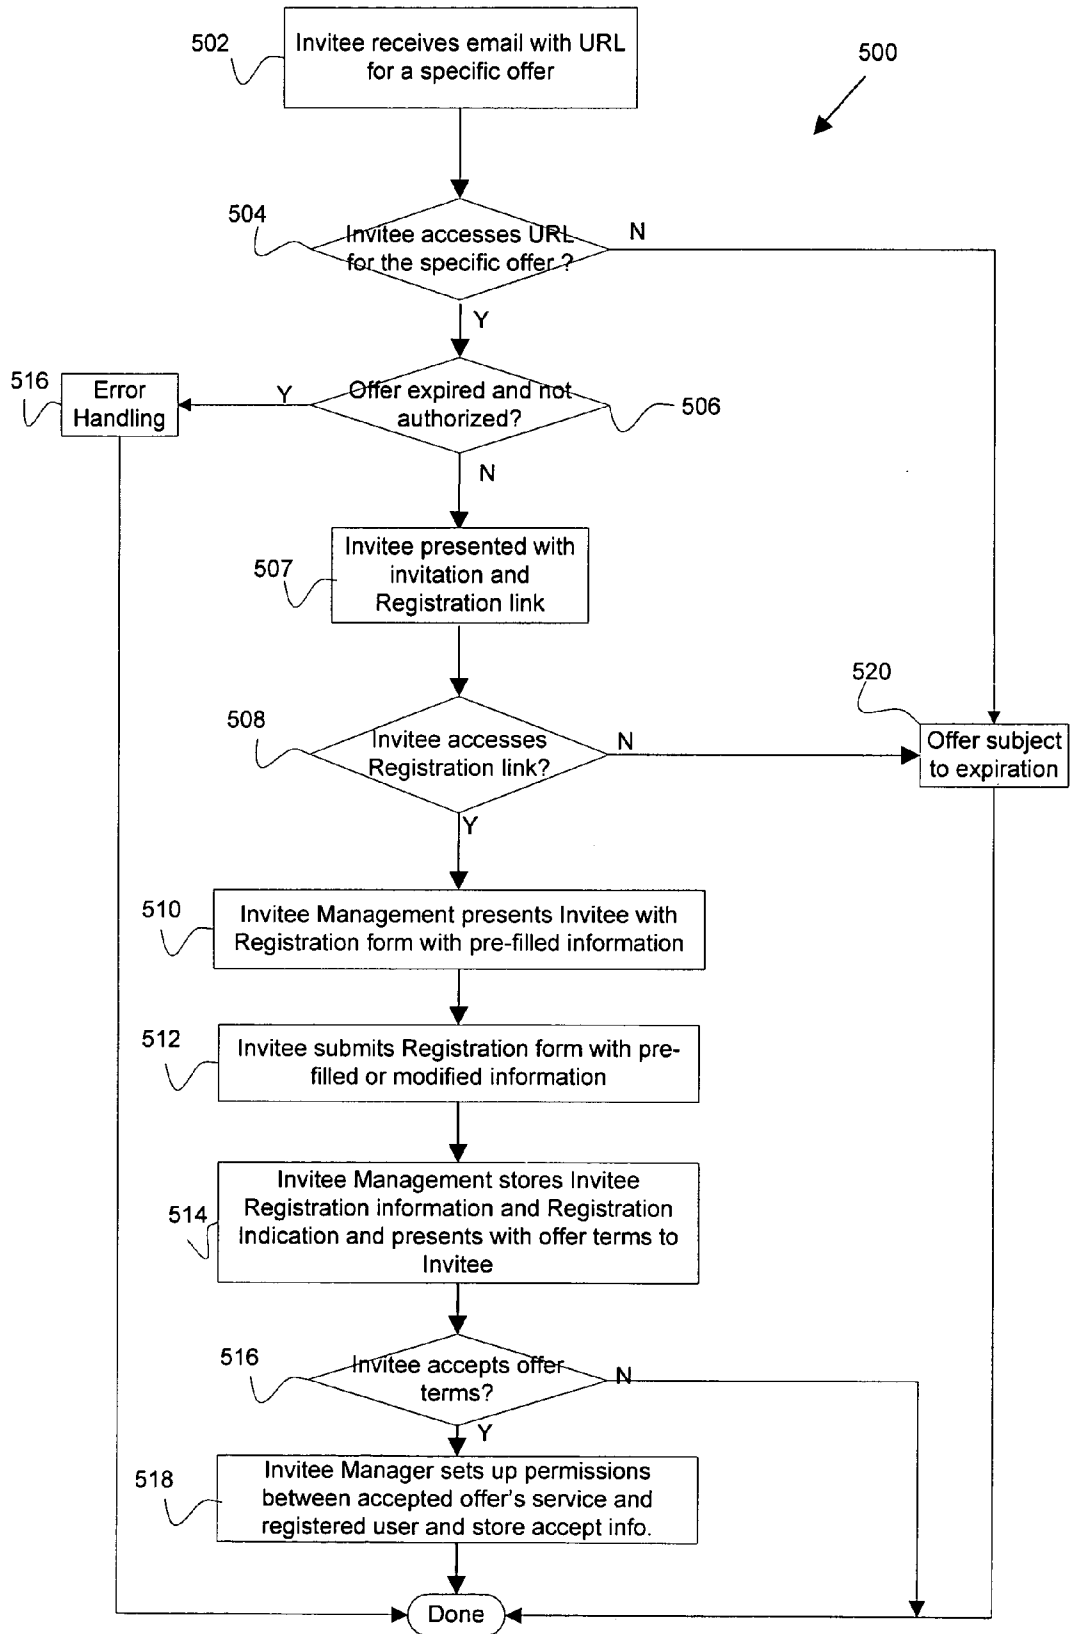 502
Invitee receives email with URL
for a specific offer
500
504
Invitee accesses URL
for the specific offer ?
N
Y
516
Error
Handling
Y
Offer expired and not
authorized?
506
N
507
Invitee presented with
invitation and
Registration link
508
Invitee accesses
Registration link?
N
520
Offer subject
to expiration
Y
510
Invitee Management presents Invitee with
Registration form with pre-filled information
512
Invitee submits Registration form with pre-
filled or modified information
514
Invitee Management stores Invitee
Registration information and Registration
Indication and presents with offer terms to
Invitee
516
Invitee accepts offer
terms?
N
Y
518
Invitee Manager sets up permissions
between accepted offer's service and
registered user and store accept info.
Done